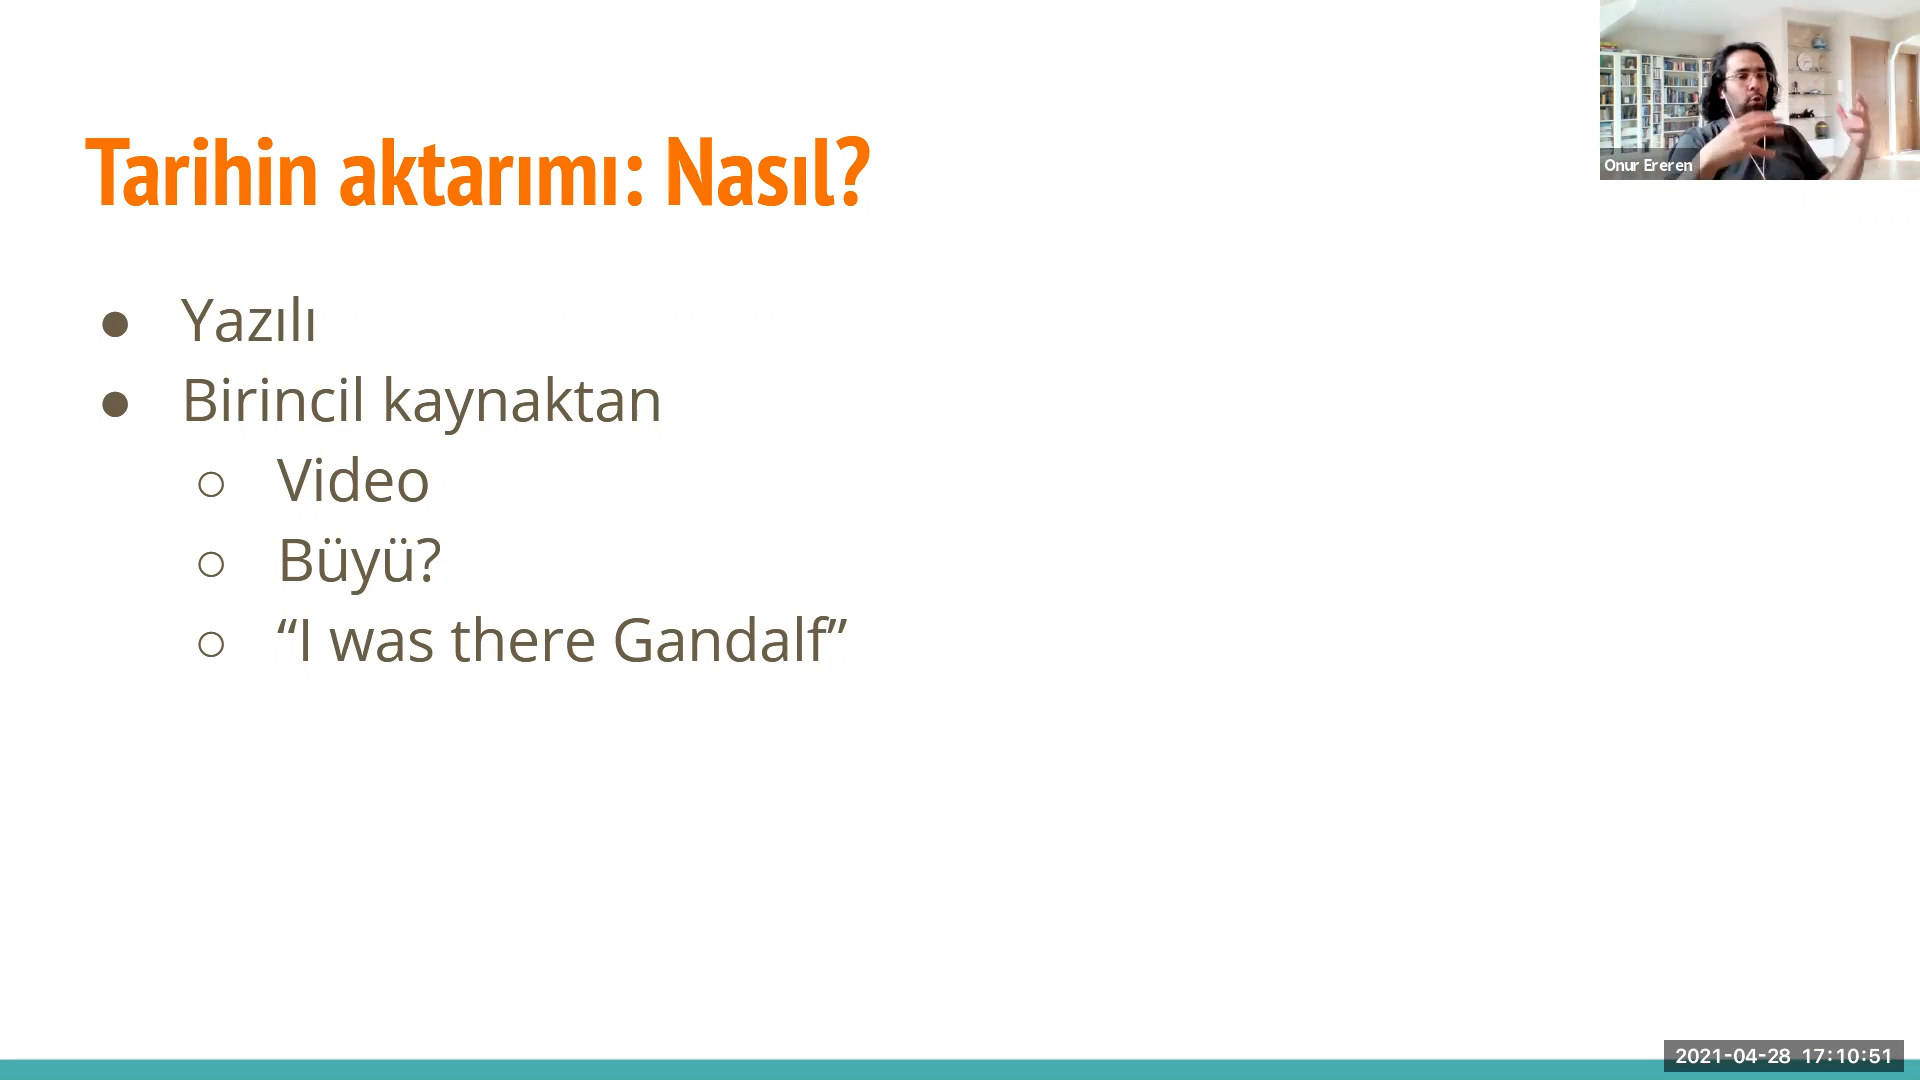 Tarihin aktarımı: Nasıl?
● Yazılı
● Birincil kaynaktan
○ Video
○ Büyü?
○ “I was there Gandalf”
Onur Ereren
2021-04-28 17:10:51